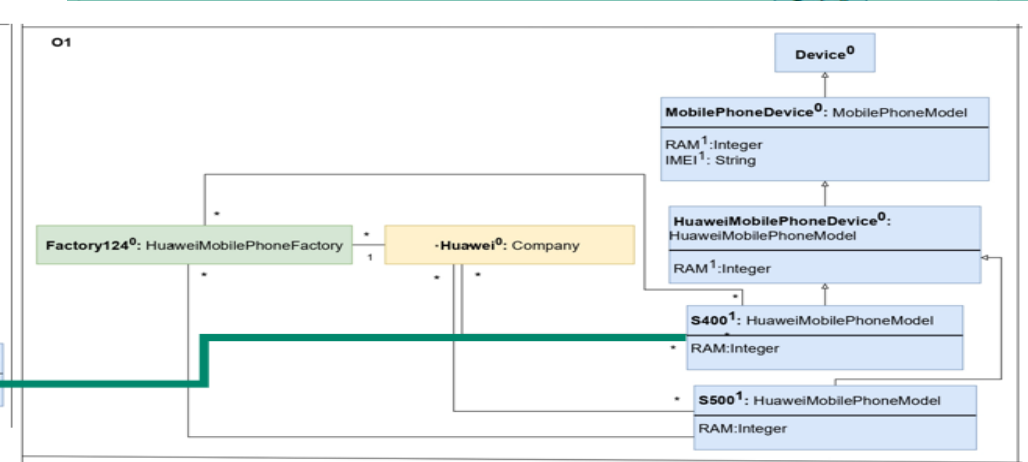 O1
Device⁰
MobilePhoneDevice⁰: MobilePhoneModel
RAM¹:Integer
IMEI¹: String
*
Factory124⁰: HuaweiMobilePhoneFactory
*
1
-Huawei⁰: Company
HuaweiMobilePhoneDevice⁰:
HuaweiMobilePhoneModel
RAM¹:Integer
*
*
*
*
S400¹: HuaweiMobilePhoneModel
* RAM:Integer
*
S500¹: HuaweiMobilePhoneModel
RAM:Integer